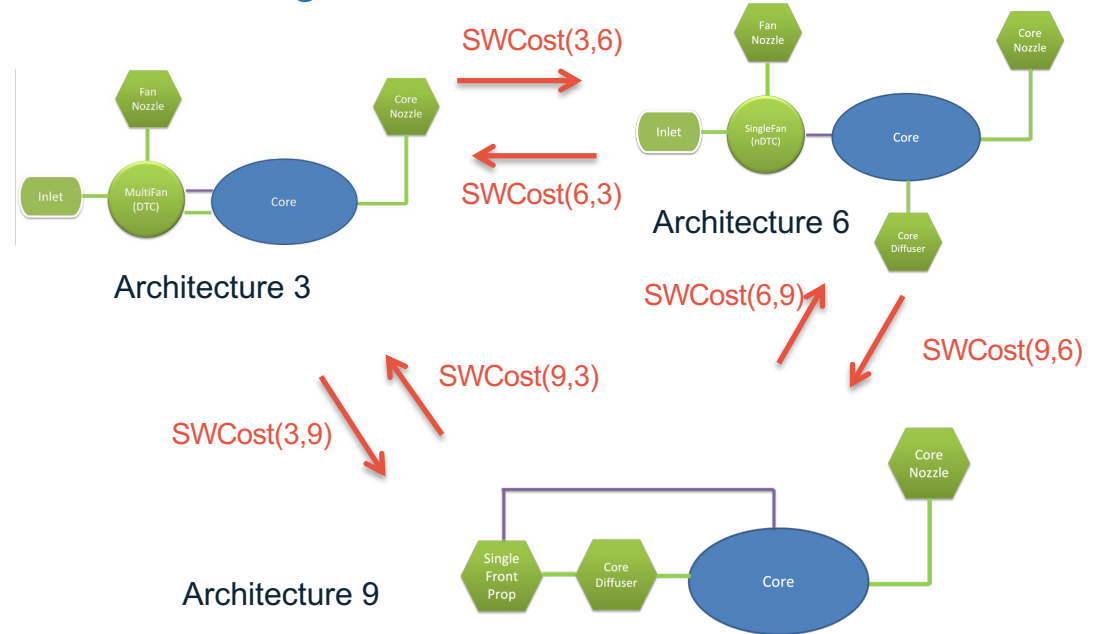 SWCost(3,6)
Fan
Nozzle
Core
Nozzle
Inlet
MultiFan
(DTC)
Core
SWCost(6,3)
Architecture 3
Fan
Nozzle
Core
Nozzle
Inlet
SingleFan
(nDTC)
Core
Core
Diffuser
Architecture 6
SWCost(6,9)
SWCost(9,6)
SWCost(9,3)
SWCost(3,9)
Core
Nozzle
Single
Front
Prop
Core
Diffuser
Core
Architecture 9